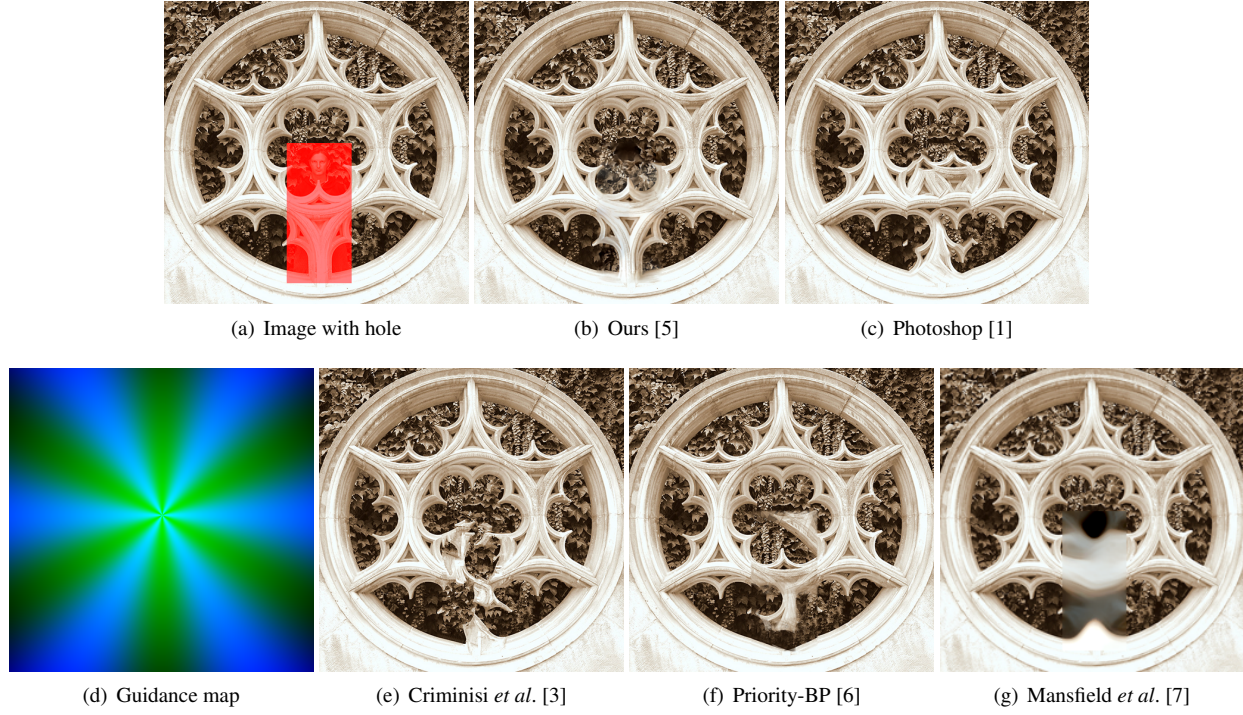 (a) Image with hole
(b) Ours [5]
(c) Photoshop [1]
(d) Guidance map
(e) Criminisi et al. [3]
(f) Priority-BP [6]
(g) Mansfield et al. [7]